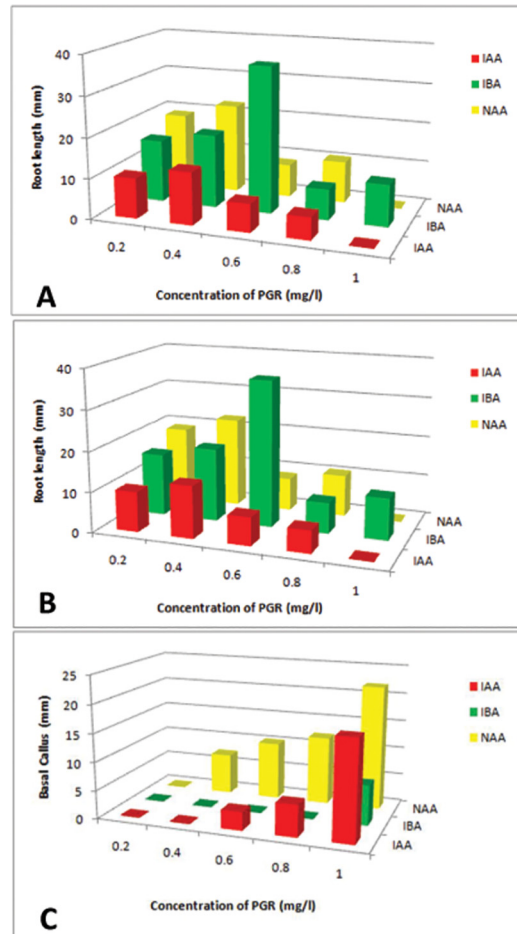 40
30
20
10
0
Root length (mm)
0.2
0.4
0.6
0.8
1
Concentration of PGR (mg/l)
NAA
IBA
IAA
IAA
IBA
NAA
A
40
30
20
10
0
Root length (mm)
0.2
0.4
0.6
0.8
1
Concentration of PGR (mg/l)
NAA
IBA
IAA
IAA
IBA
NAA
B
25
20
15
10
5
0
Basal Callus (mm)
0.2
0.4
0.6
0.8
1
Concentration of PGR (mg/l)
NAA
IBA
IAA
IAA
IBA
NAA
C